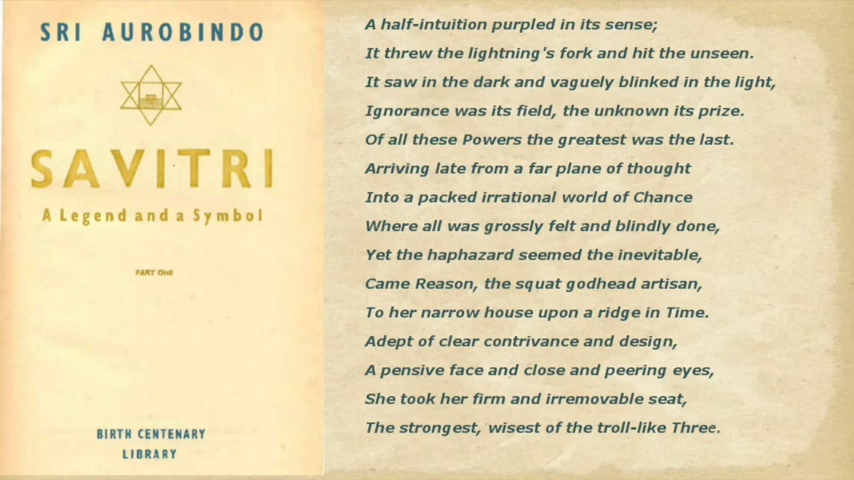 SRI AUROBINDO
SAVITRI
A Legend and a Symbol
PART ONE
BIRTH CENTENARY
LIBRARY
A half-intuition purpled in its sense;
It threw the lightning's fork and hit the unseen.
It saw in the dark and vaguely blinked in the light,
Ignorance was its field, the unknown its prize.
Of all these Powers the greatest was the last.
Arriving late from a far plane of thought
Into a packed irrational world of Chance
Where all was grossly felt and blindly done,
Yet the haphazard seemed the inevitable,
Came Reason, the squat godhead artisan,
To her narrow house upon a ridge in Time.
Adept of clear contrivance and design,
A pensive face and close and peering eyes,
She took her firm and irremovable seat,
The strongest, wisest of the troll-like Three.